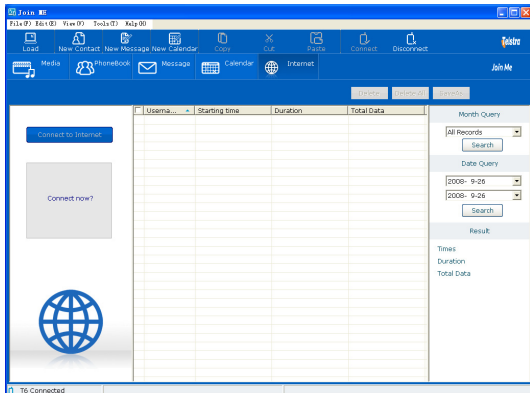 Join ME
File(F) Edit(E) View(V) Tools(T) Help(H)
Load New Contact New Message New Calendar Copy Cut Paste Connect Disconnect Telstra
Media PhoneBook Message Calendar Internet Join Me
Delete Delete All
Userna... Starting time Duration Total Data
Month Query
All Records
Search
Date Query
2008- 9-26
2008- 9-26
Search
Result
Times
Duration
Total Data
Connect to Internet
Connect now?
T6 Connected